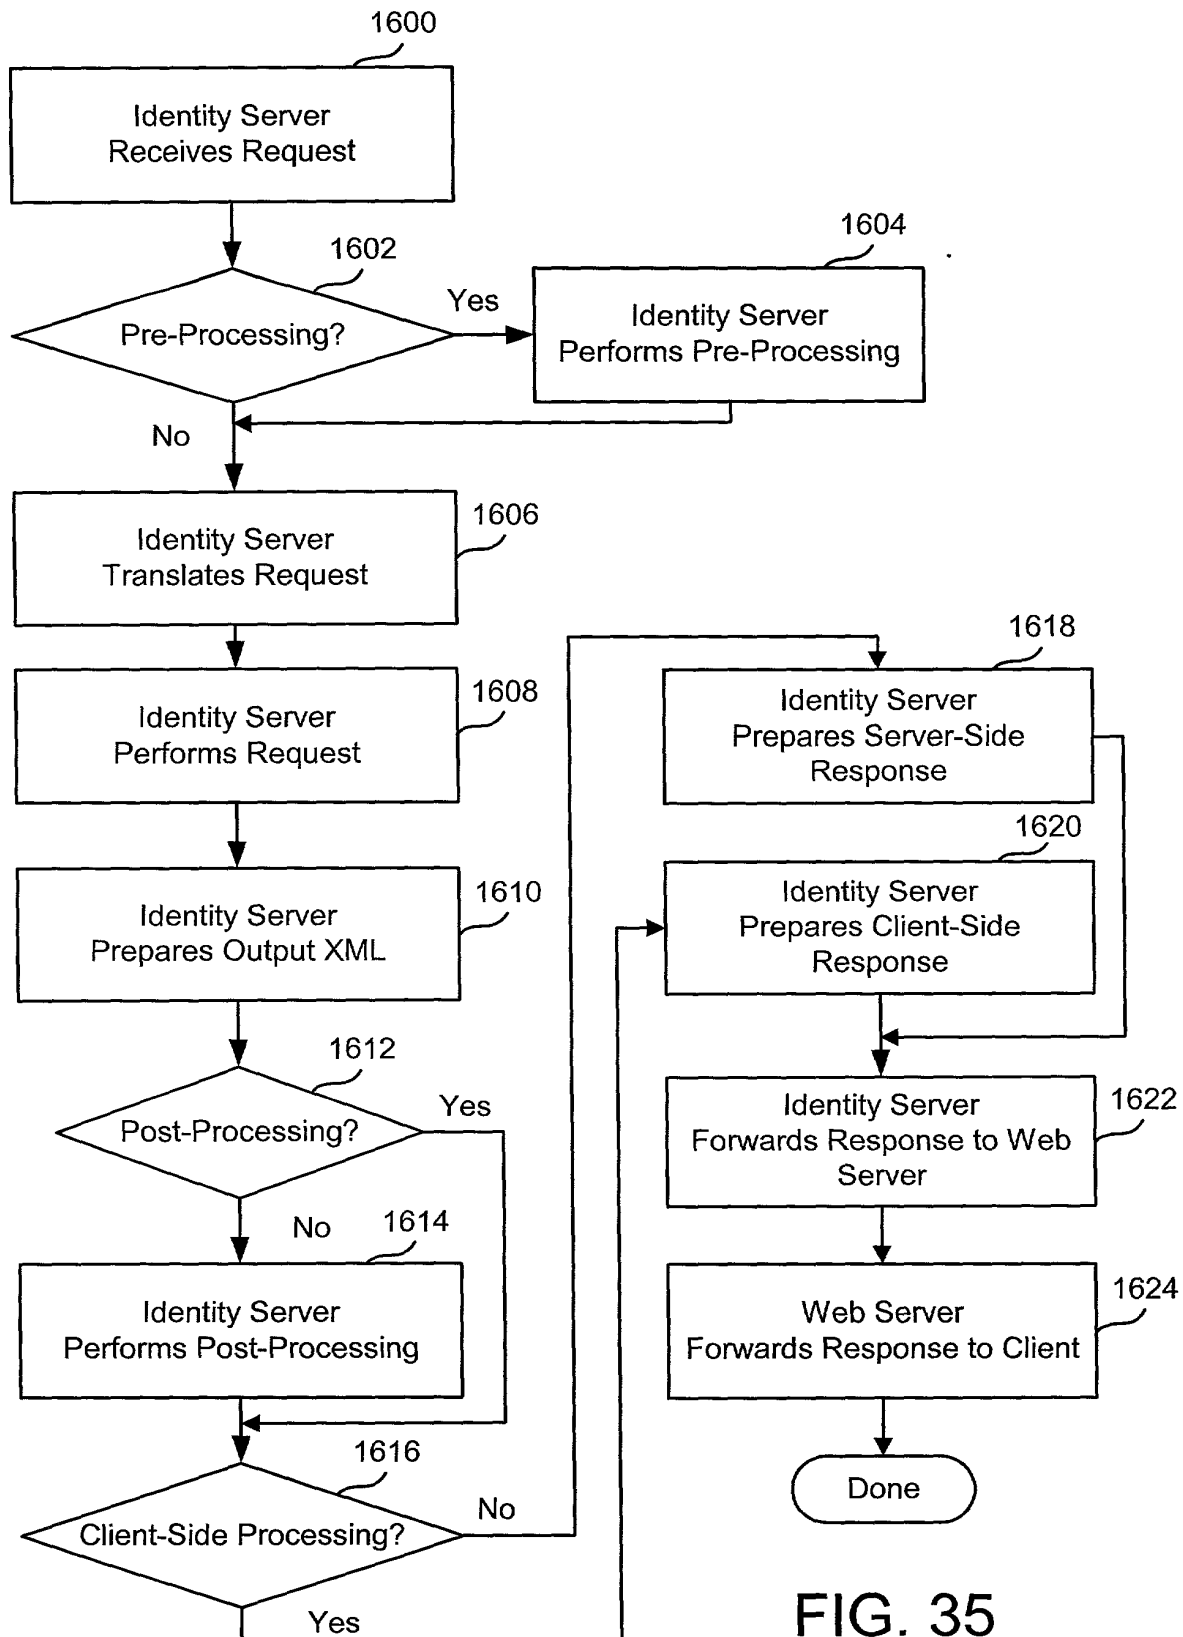 1600
Identity Server
Receives Request
1602
Pre-Processing?
Yes
1604
Identity Server
Performs Pre-Processing
No
1606
Identity Server
Translates Request
1608
Identity Server
Performs Request
1610
Identity Server
Prepares Output XML
1612
Post-Processing?
Yes
No
1614
Identity Server
Performs Post-Processing
1616
Client-Side Processing?
No
Yes
1618
Identity Server
Prepares Server-Side
Response
1620
Identity Server
Prepares Client-Side
Response
1622
Identity Server
Forwards Response to Web
Server
1624
Web Server
Forwards Response to Client
Done
FIG. 35